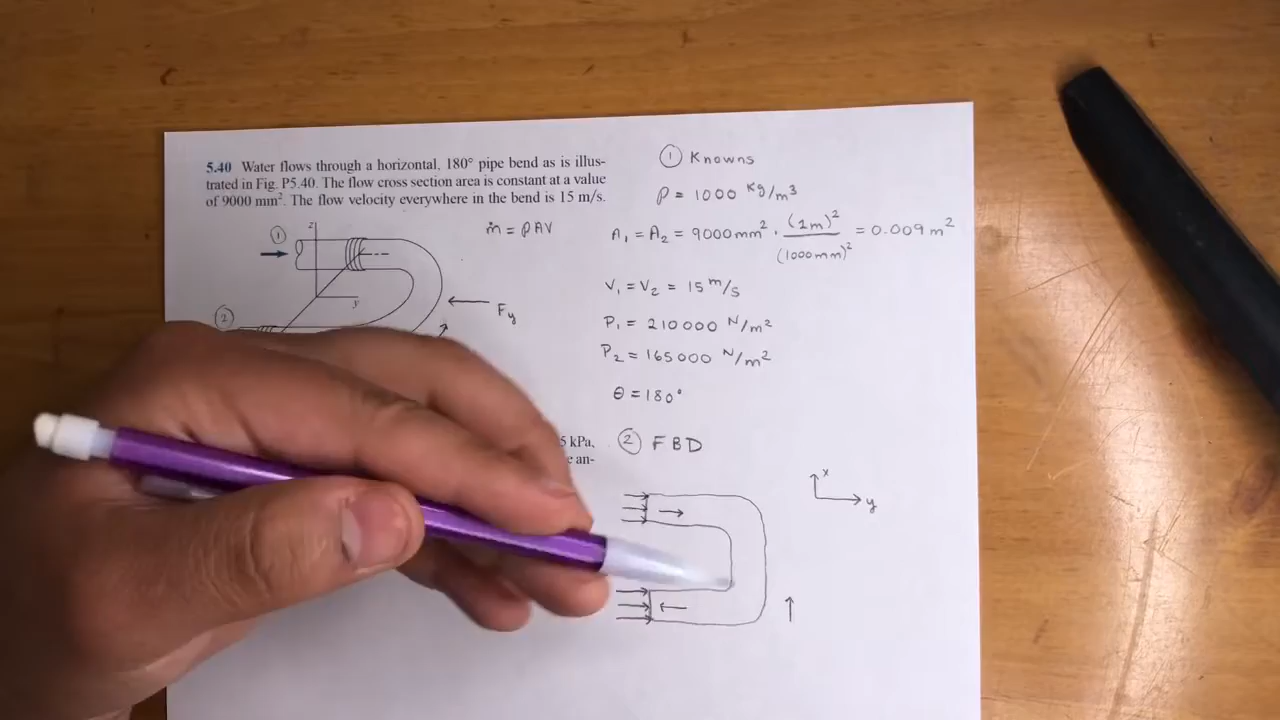 5.40 Water flows through a horizontal, 180° pipe bend as is illus-
trated in Fig. P5.40. The flow cross section area is constant at a value
of 9000 mm². The flow velocity everywhere in the bend is 15 m/s.
ṁ = ρAV
1
z
y
2
Fy
5 kPa,
e an-
① Knowns
ρ = 1000 Kg/m³
A₁ = A₂ = 9000mm² · (1m)²/(1000mm)² = 0.009 m²
V₁ = V₂ = 15 m/s
P₁ = 210000 N/m²
P₂ = 165000 N/m²
θ = 180°
② FBD
x
y